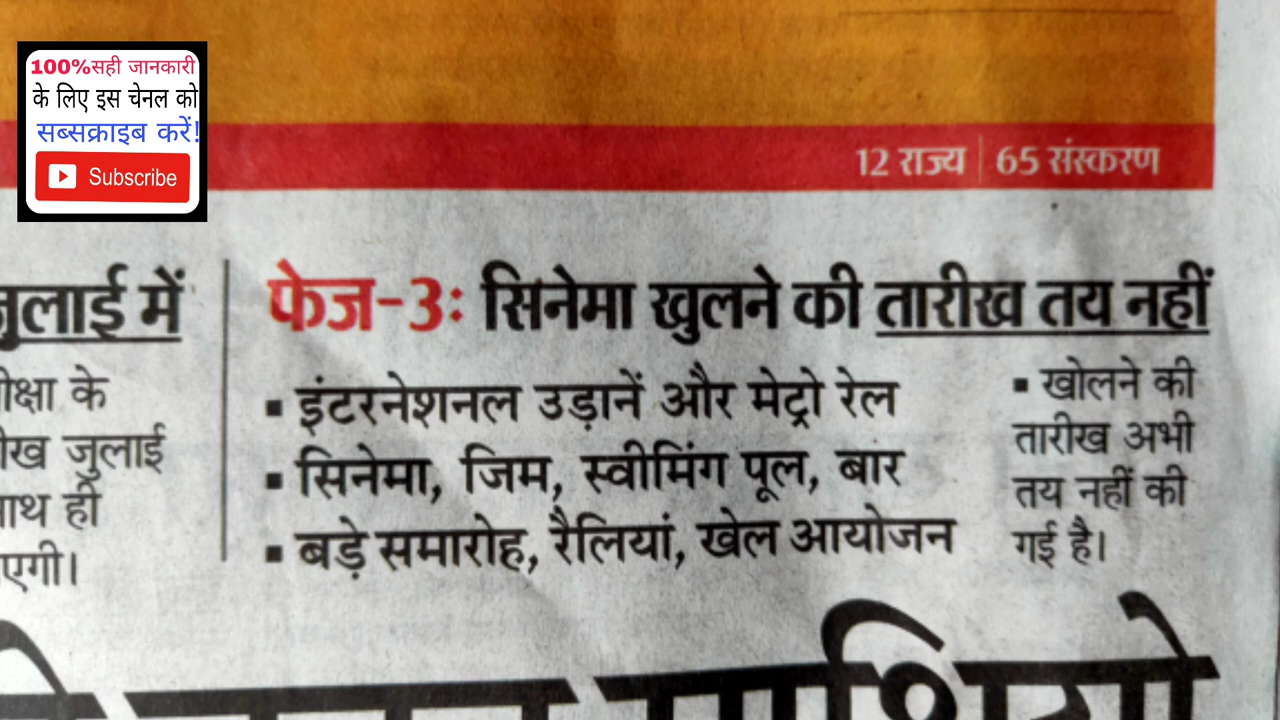 100%सही जानकारी
के लिए इस चेनल को
सब्सक्राइब करें!
Subscribe
12 राज्य | 65 संस्करण
जुलाई में
के
जुलाई
ही
फेज-3: सिनेमा खुलने की तारीख तय नहीं
▪ इंटरनेशनल उड़ानें और मेट्रो रेल
▪ सिनेमा, जिम, स्वीमिंग पूल, बार
▪ बड़े समारोह, रैलियां, खेल आयोजन
▪ खोलने की
तारीख अभी
तय नहीं की
गई है।